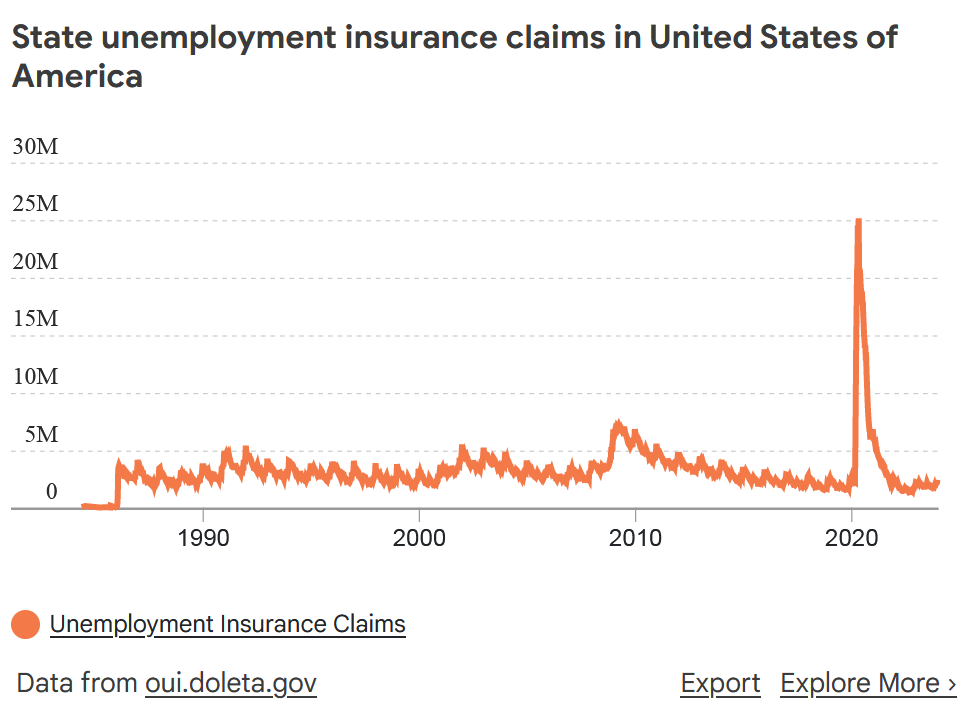 State unemployment insurance claims in United States of
America
30M
25M
20M
15M
10M
5M
0
1990 2000 2010 2020
Unemployment Insurance Claims
Data from oui.doleta.gov Export Explore More ›